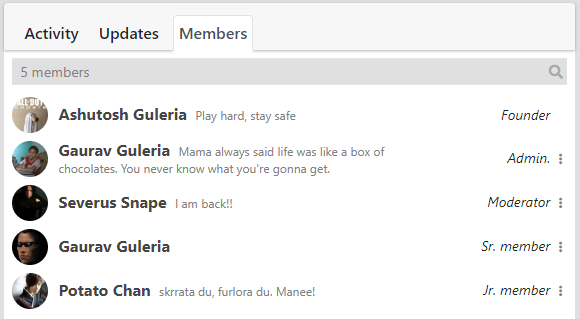 Activity Updates Members
5 members
Ashutosh Guleria Play hard, stay safe Founder
Gaurav Guleria Mama always said life was like a box of
chocolates. You never know what you're gonna get. Admin.
Severus Snape I am back!! Moderator
Gaurav Guleria Sr. member
Potato Chan skrrata du, furlora du. Manee! Jr. member